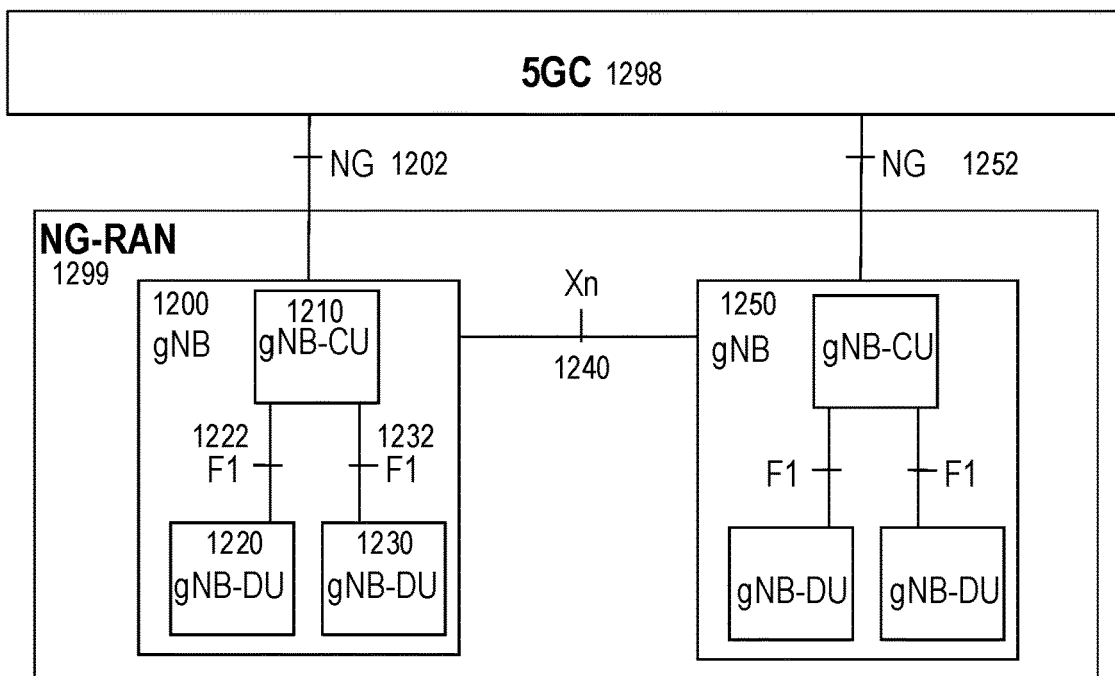 5GC 1298
NG 1202
NG 1252
NG-RAN
1299
1200
gNB
1210
gNB-CU
1222
F1
1232
F1
1220
gNB-DU
1230
gNB-DU
Xn
1240
1250
gNB
gNB-CU
F1
F1
gNB-DU
gNB-DU